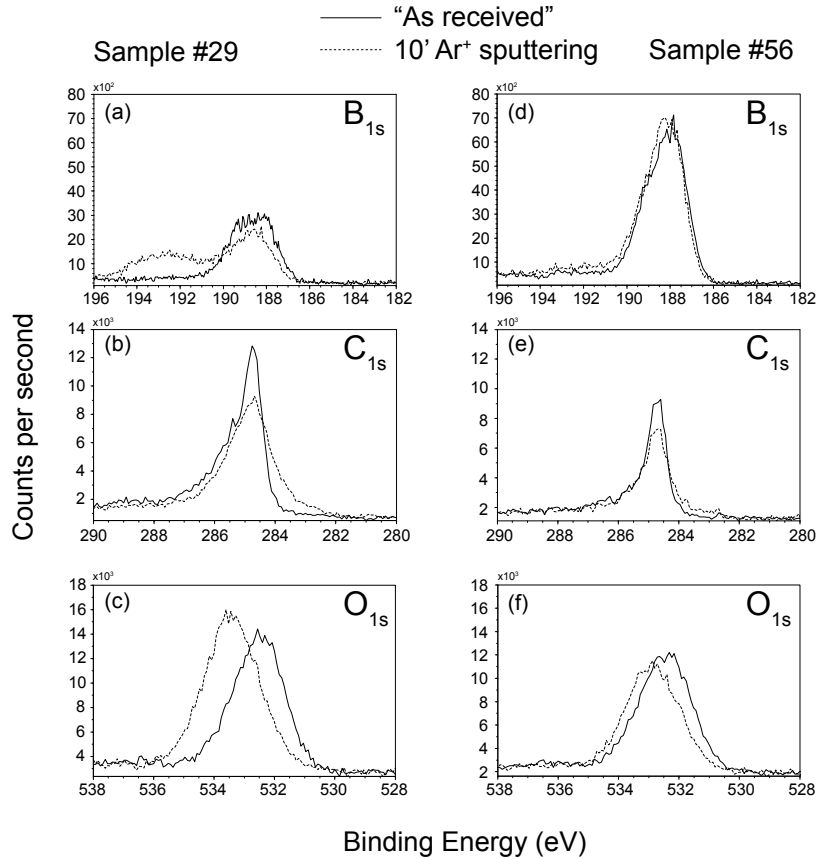 “As received”
10’ Ar⁺ sputtering
Sample #29
Sample #56
x10²
80
70
60
50
40
30
20
10
(a)
B1s
196 194 192 190 188 186 184 182
x10²
80
70
60
50
40
30
20
10
(d)
B1s
196 194 192 190 188 186 184 182
x10³
14
12
10
8
6
4
2
(b)
C1s
290 288 286 284 282 280
x10³
14
12
10
8
6
4
2
(e)
C1s
290 288 286 284 282 280
x10³
18
16
14
12
10
8
6
4
(c)
O1s
538 536 534 532 530 528
x10³
18
16
14
12
10
8
6
4
2
(f)
O1s
538 536 534 532 530 528
Counts per second
Binding Energy (eV)